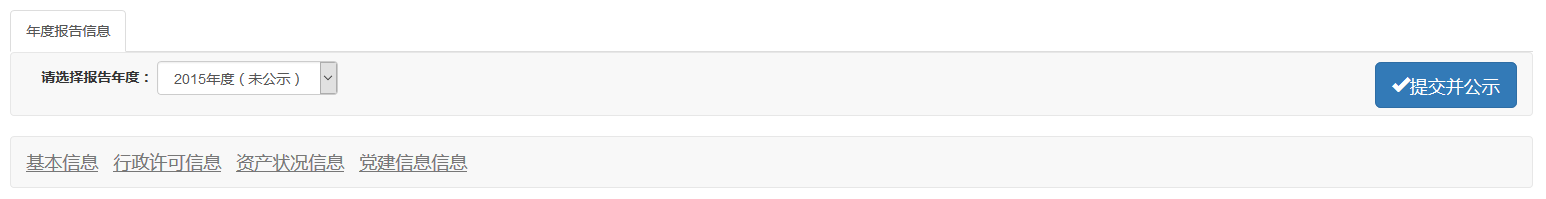 年度报告信息
请选择报告年度： 2015年度（未公示） 提交并公示
基本信息 行政许可信息 资产状况信息 党建信息信息